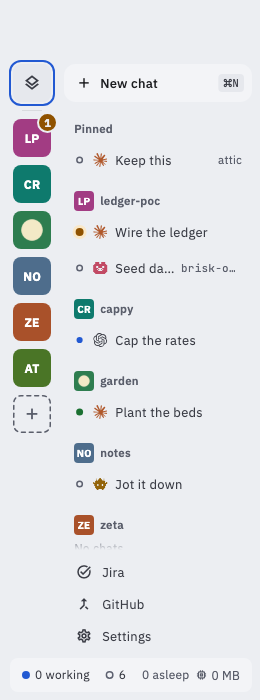 New chat ⌘N
Pinned
1
LP
Keep this attic
CR
LP ledger-poc
Wire the ledger
NO
Seed da... brisk-o...
CR cappy
ZE
Cap the rates
AT
garden
Plant the beds
NO notes
Jot it down
ZE zeta
No chats
Jira
GitHub
Settings
0 working 6 0 asleep 0 MB